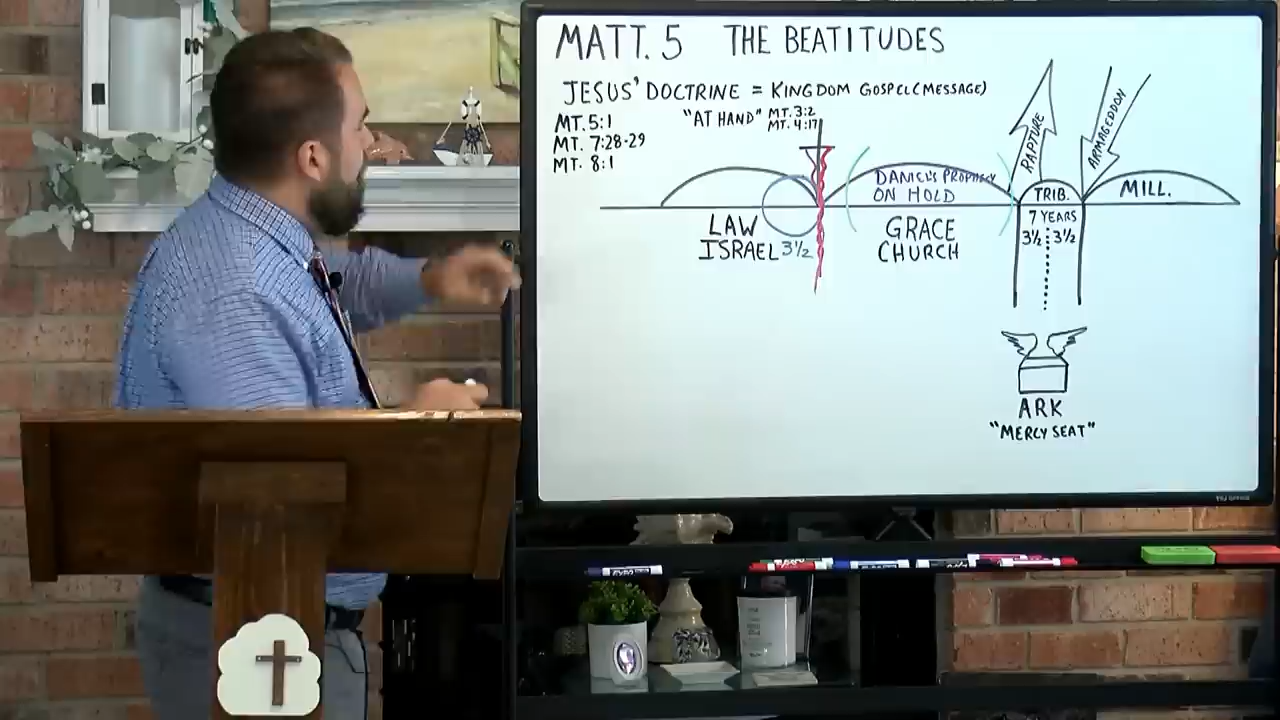 MATT. 5 THE BEATITUDES
JESUS' DOCTRINE = KINGDOM GOSPEL (MESSAGE)
MT. 5:1
MT. 7:28-29
MT. 8:1
"AT HAND" MT. 3:2
MT. 4:17
RAPTURE
ARMAGEDDON
DANIEL'S PROPHECY
ON HOLD
TRIB.
MILL.
LAW
ISRAEL 3½
GRACE
CHURCH
7 YEARS
3½ 3½
ARK
"MERCY SEAT"
EXPO